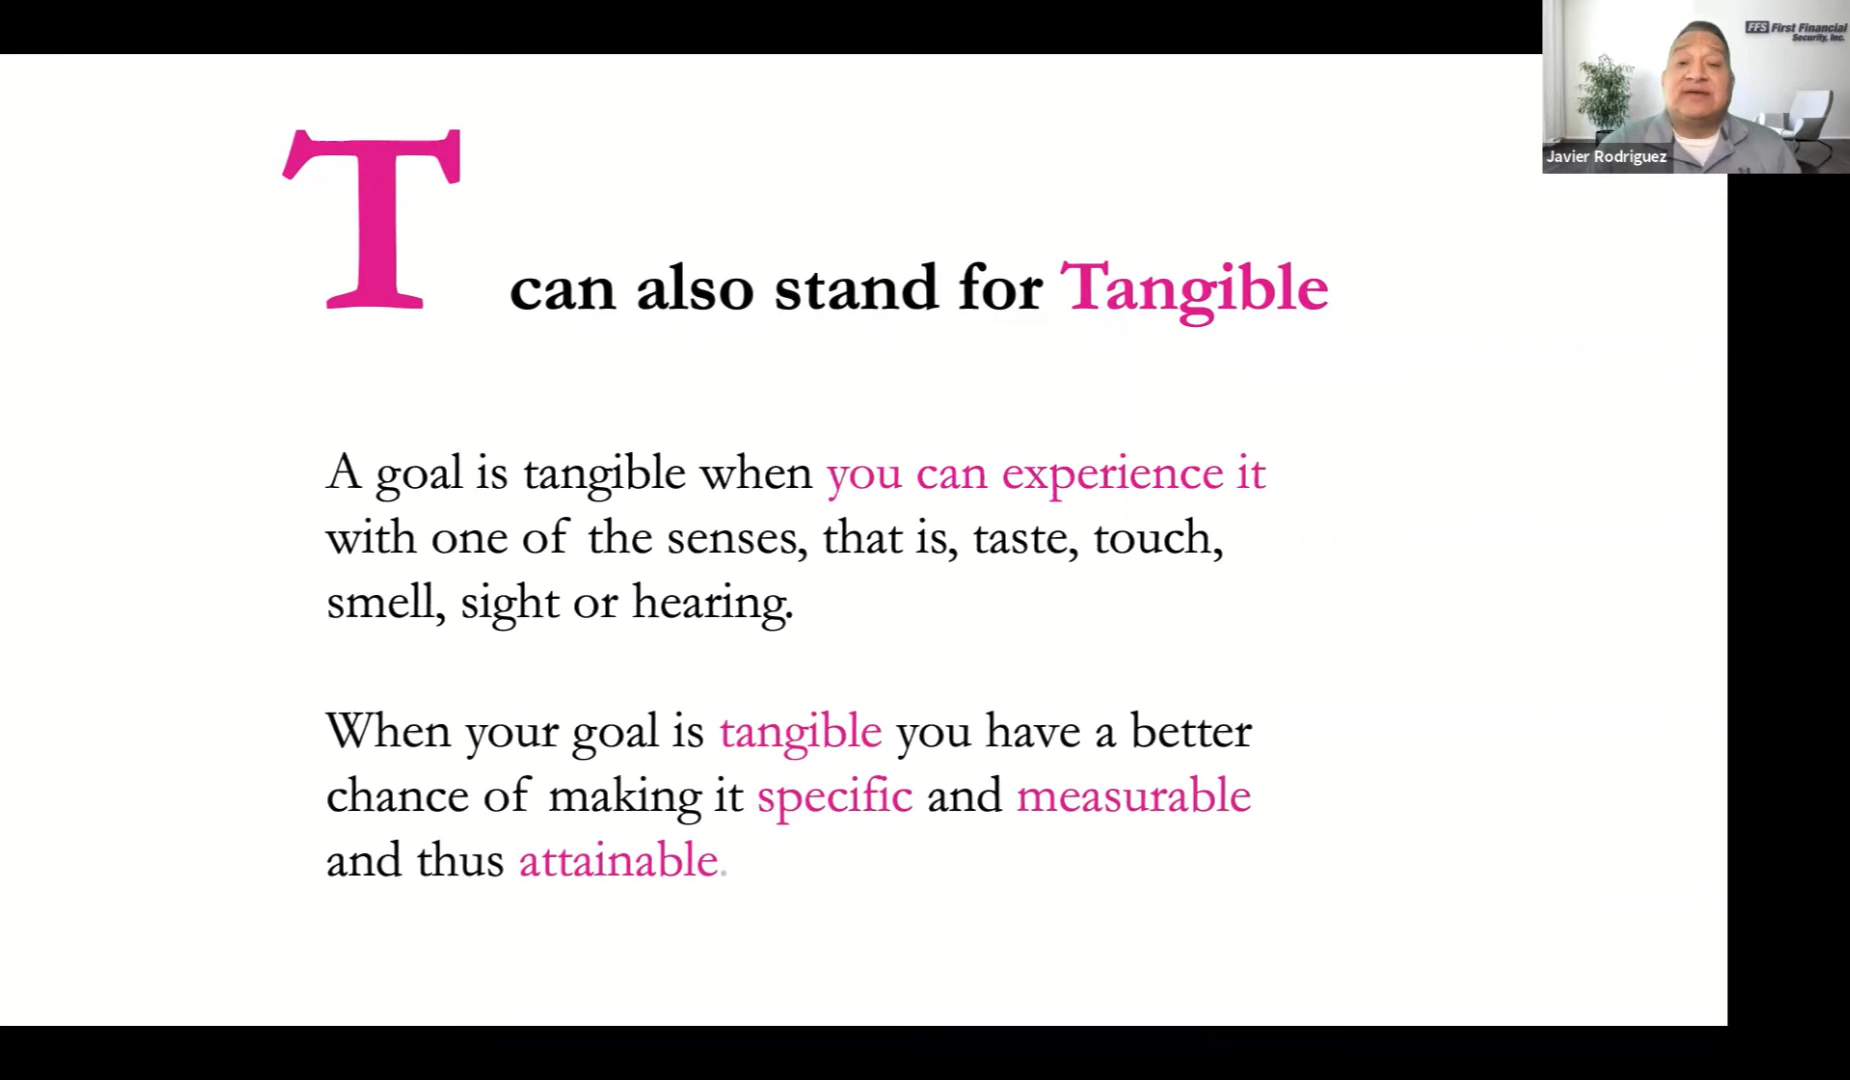 FFS First Financial
Security, Inc.
Javier Rodriguez
T can also stand for Tangible
A goal is tangible when you can experience it
with one of the senses, that is, taste, touch,
smell, sight or hearing.
When your goal is tangible you have a better
chance of making it specific and measurable
and thus attainable.